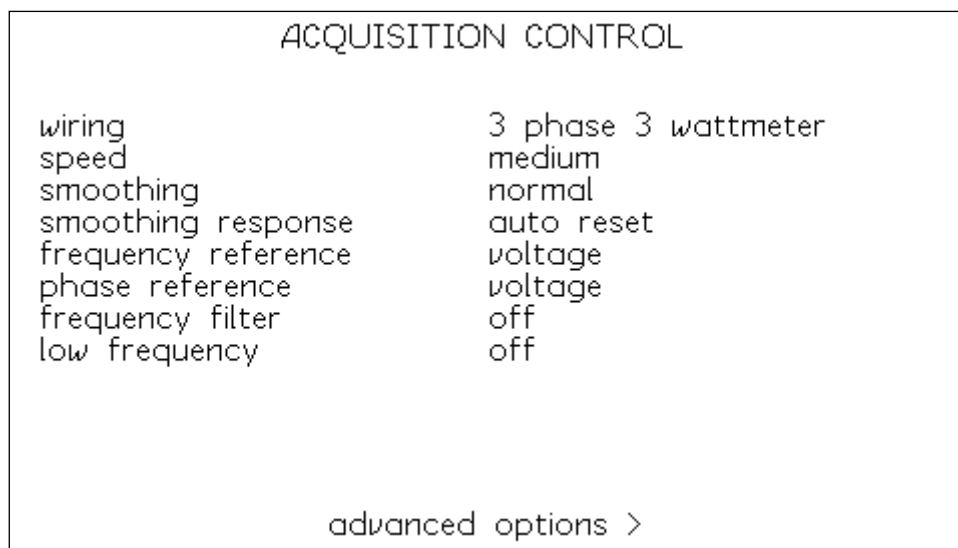 ACQUISITION CONTROL
wiring 3 phase 3 wattmeter
speed medium
smoothing normal
smoothing response auto reset
frequency reference voltage
phase reference voltage
frequency filter off
low frequency off
advanced options >